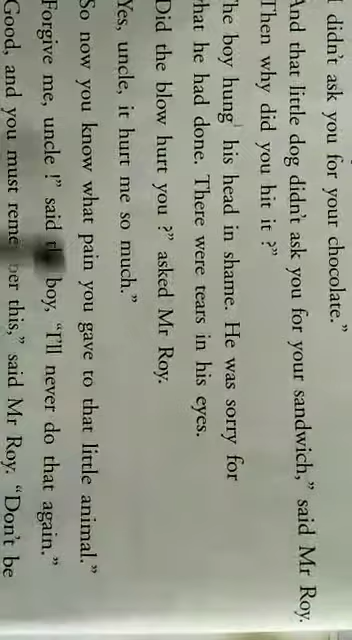 I didn't ask you for your chocolate."
And that little dog didn't ask you for your sandwich," said Mr Roy.
Then why did you hit it ?"
The boy hung his head in shame. He was sorry for
what he had done. There were tears in his eyes.
Did the blow hurt you ?" asked Mr Roy.
Yes, uncle, it hurt me so much."
So now you know what pain you gave to that little animal."
Forgive me, uncle !" said the boy, "I'll never do that again."
Good, and you must remember this," said Mr Roy. "Don't be